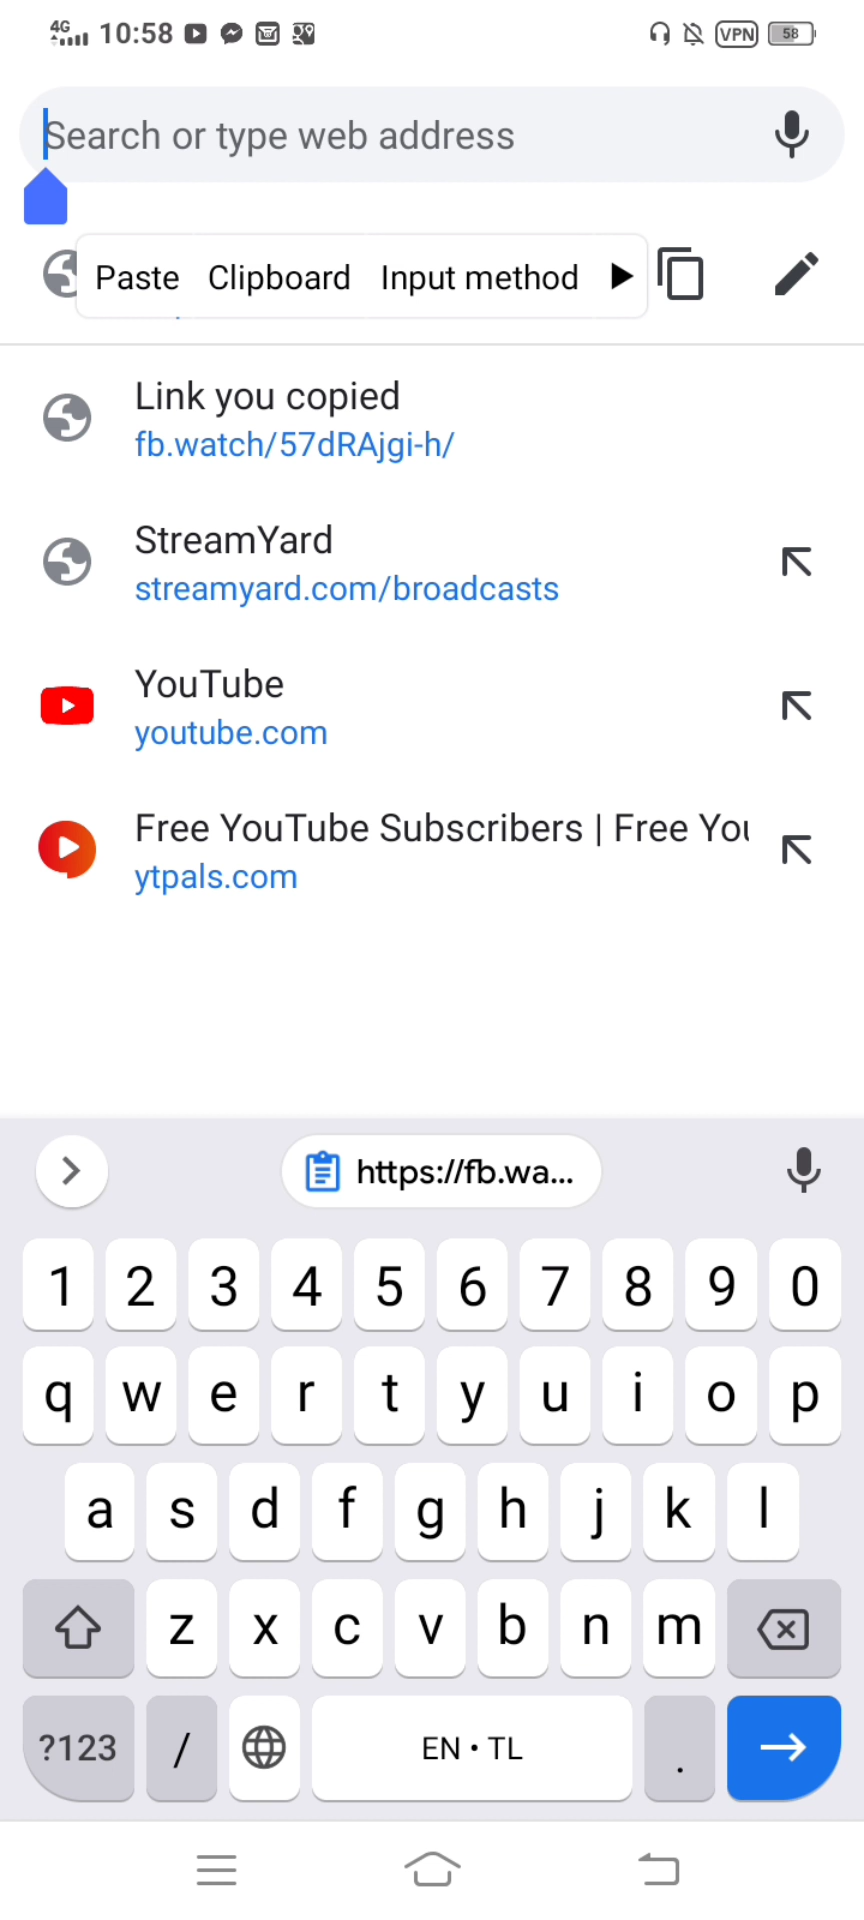 4G 10:58 VPN 58
Search or type web address
Paste Clipboard Input method
Link you copied
fb.watch/57dRAjgi-h/
StreamYard
streamyard.com/broadcasts
YouTube
youtube.com
Free YouTube Subscribers | Free You
ytpals.com
https://fb.wa...
1 2 3 4 5 6 7 8 9 0
q w e r t y u i o p
a s d f g h j k l
z x c v b n m
?123 / EN • TL .